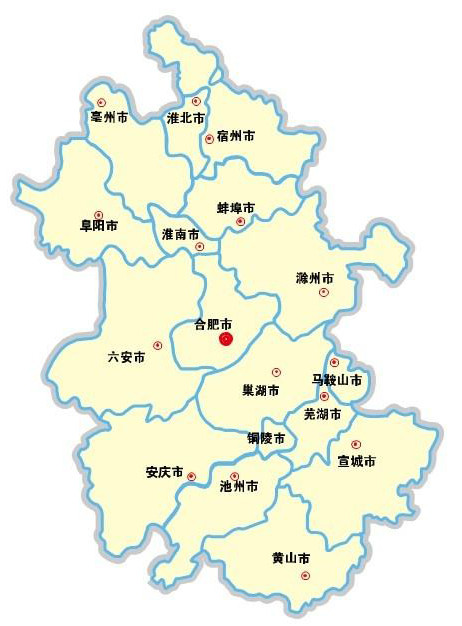 亳州市
淮北市
宿州市
阜阳市
蚌埠市
淮南市
滁州市
合肥市
六安市
巢湖市
马鞍山市
芜湖市
铜陵市
安庆市
池州市
宣城市
黄山市